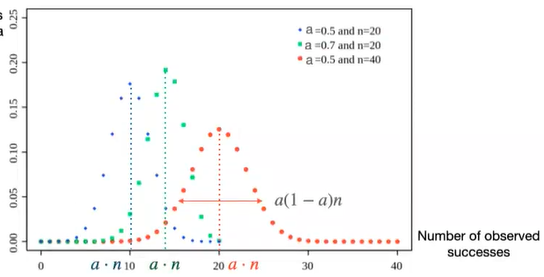 s
a
0.25
0.20
0.15
0.10
0.05
0.00
a=0.5 and n=20
a=0.7 and n=20
a=0.5 and n=40
a(1 − a)n
0 10 20 30 40
a · n a · n a · n
Number of observed
successes